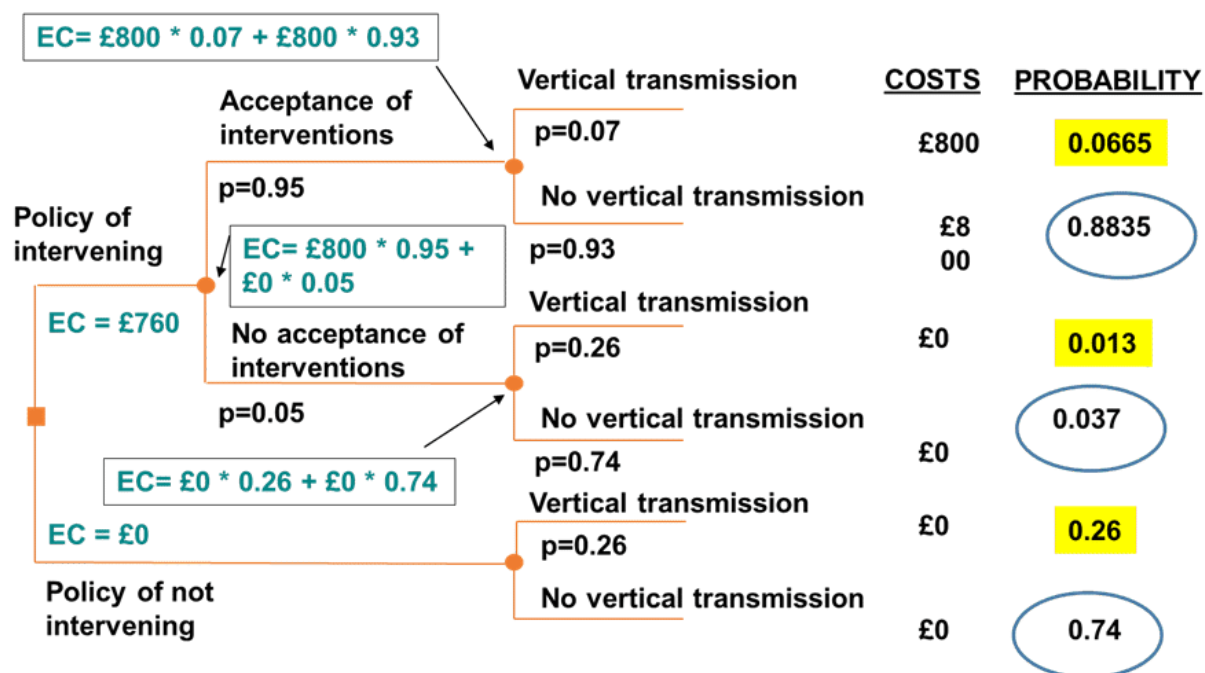 EC= £800 * 0.07 + £800 * 0.93
Vertical transmission
COSTS
PROBABILITY
Acceptance of
interventions
p=0.07
£800
0.0665
p=0.95
No vertical transmission
Policy of
intervening
EC= £800 * 0.95 +
£0 * 0.05
p=0.93
£8
00
0.8835
Vertical transmission
EC = £760
No acceptance of
interventions
p=0.26
£0
0.013
p=0.05
No vertical transmission
0.037
EC= £0 * 0.26 + £0 * 0.74
p=0.74
£0
Vertical transmission
EC = £0
p=0.26
£0
0.26
Policy of not
intervening
No vertical transmission
£0
0.74